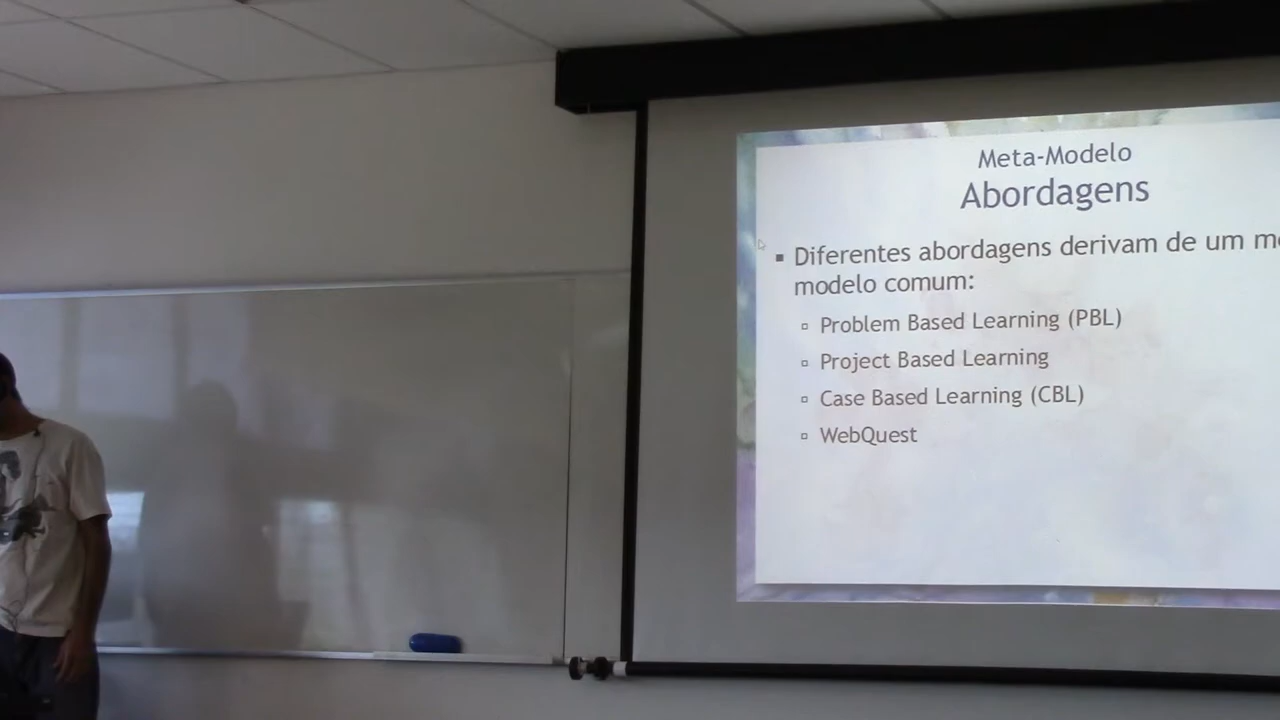 Meta-Modelo
Abordagens
▪ Diferentes abordagens derivam de um
modelo comum:
▫ Problem Based Learning (PBL)
▫ Project Based Learning
▫ Case Based Learning (CBL)
▫ WebQuest